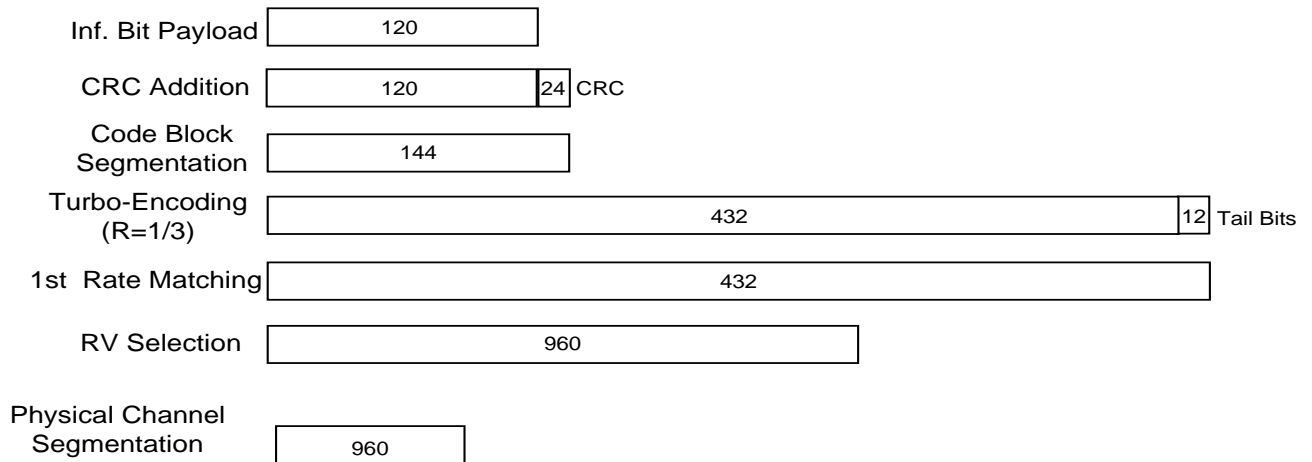 Inf. Bit Payload 120
CRC Addition 120 24 CRC
Code Block
Segmentation 144
Turbo-Encoding
(R=1/3) 432 12 Tail Bits
1st Rate Matching 432
RV Selection 960
Physical Channel
Segmentation 960